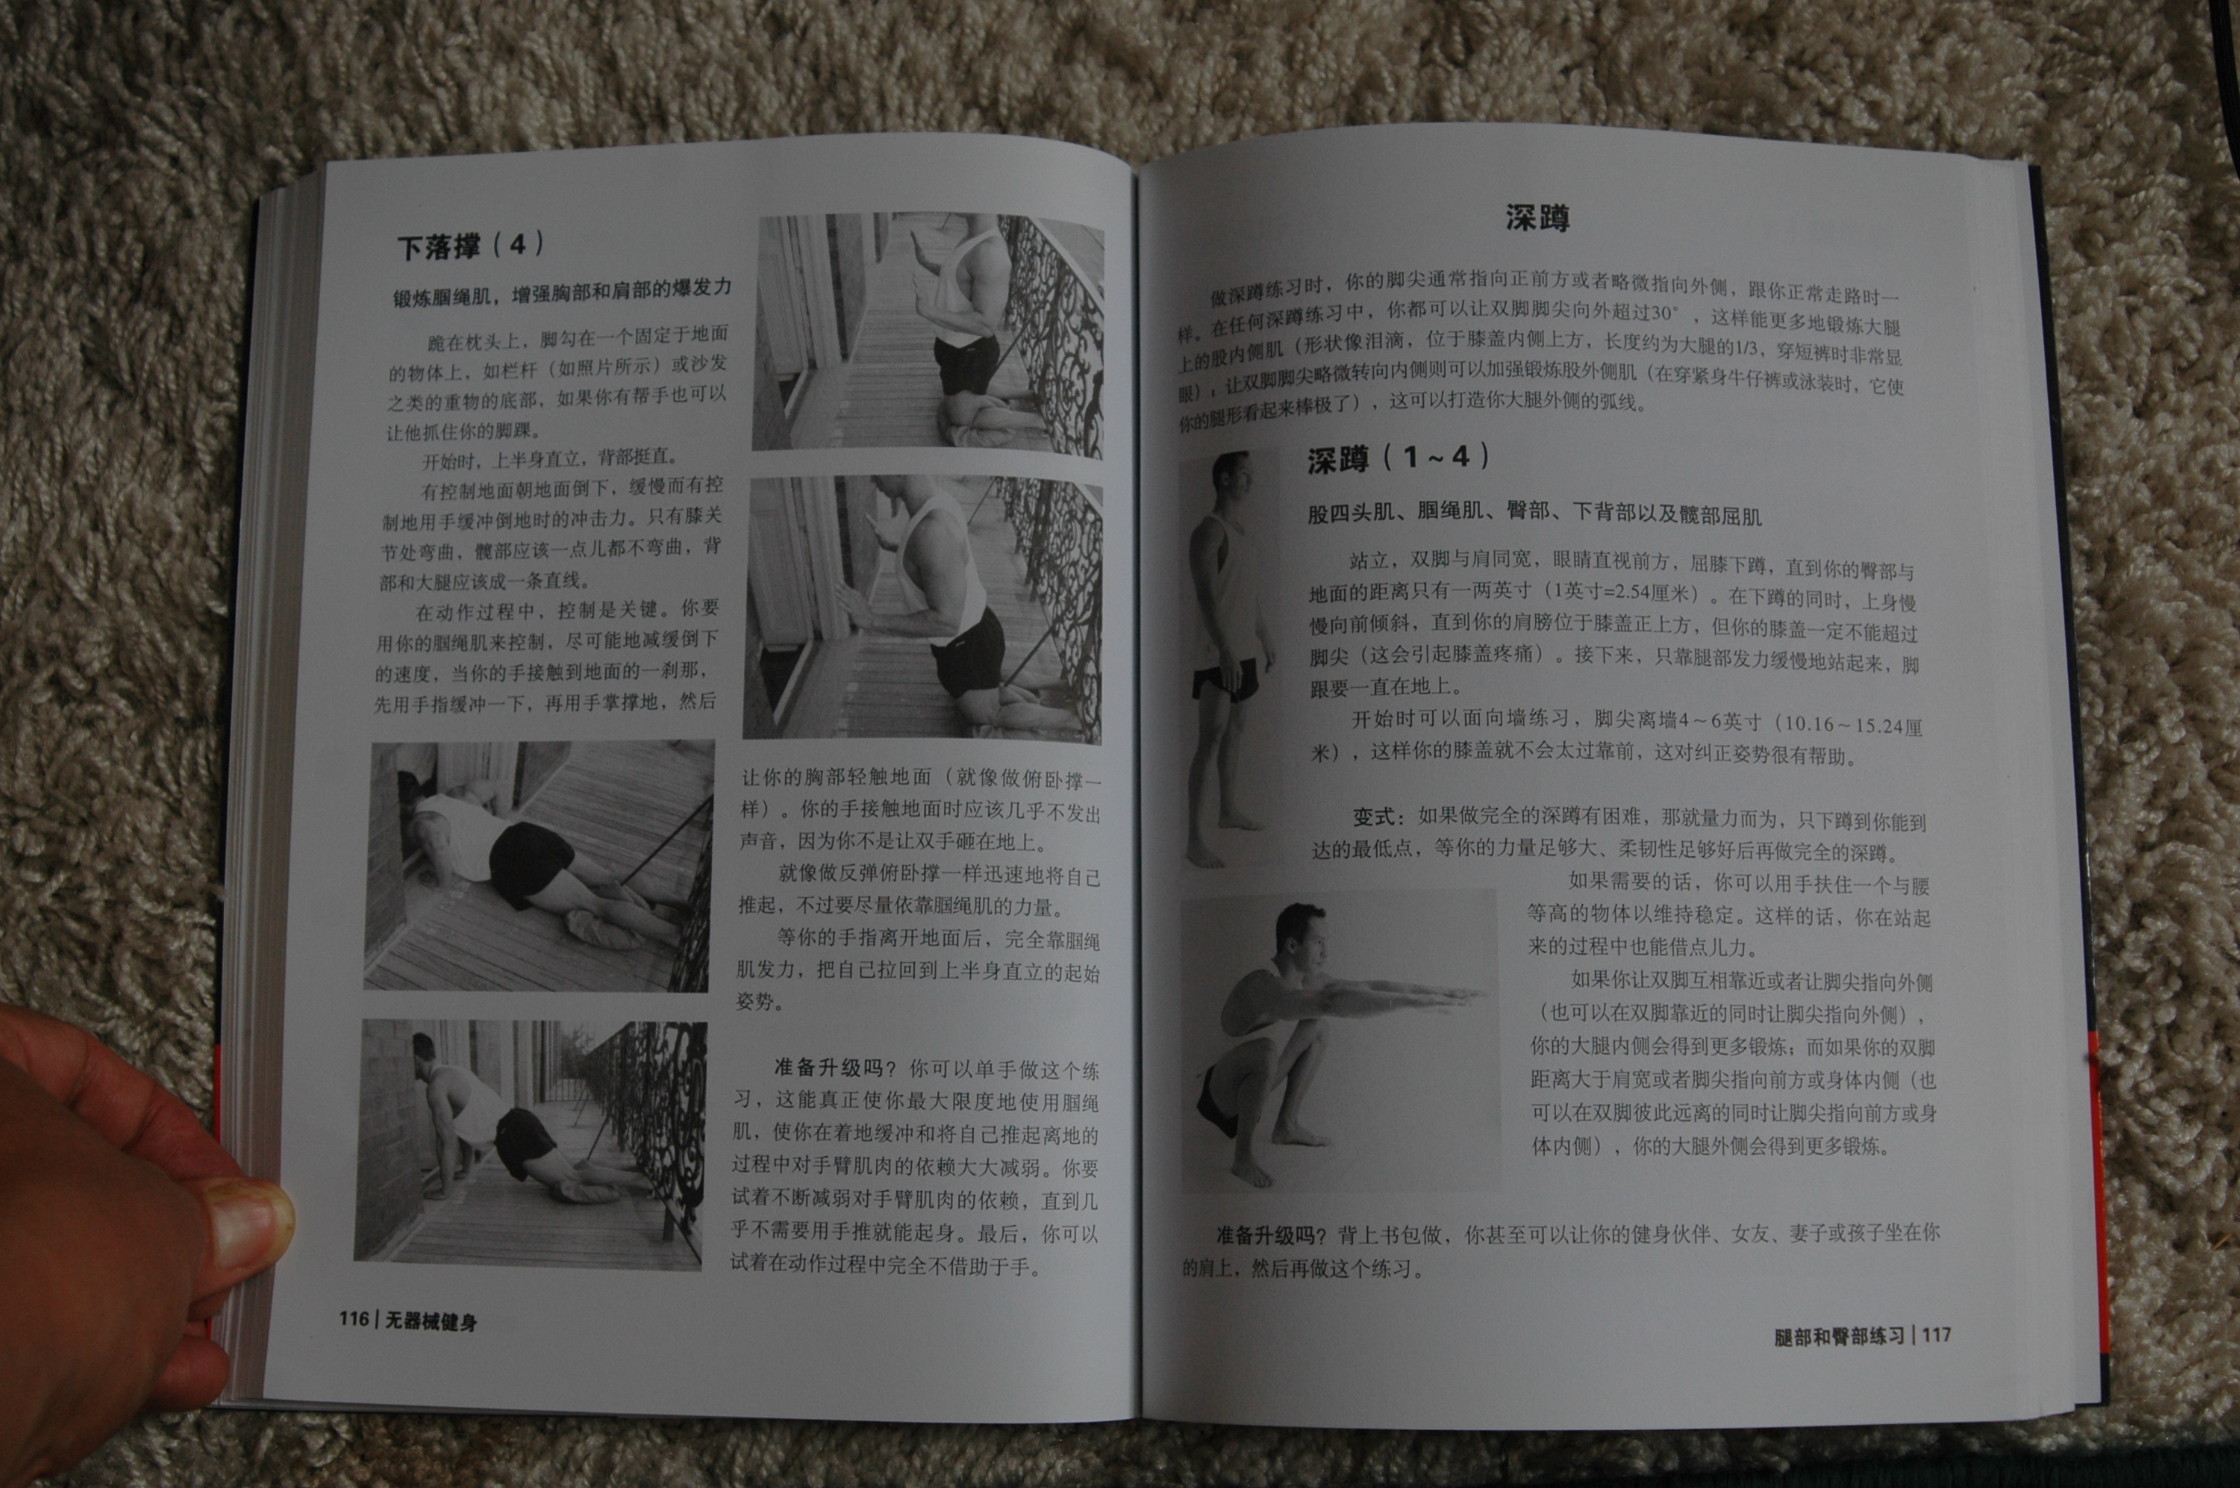 下落撑（4）
锻炼腘绳肌，增强胸部和肩部的爆发力
跪在枕头上，脚勾在一个固定于地面
的物体上，如栏杆（如照片所示）或沙发
之类的重物的底部，如果你有帮手也可以
让他抓住你的脚踝。
开始时，上半身直立，背部挺直。
有控制地面朝地面倒下，缓慢而有控
制地用手缓冲倒地时的冲击力。只有膝关
节处弯曲，髋部应该一点儿都不弯曲，背
部和大腿应该成一条直线。
在动作过程中，控制是关键。你要
用你的腘绳肌来控制，尽可能地减缓倒下
的速度，当你的手接触到地面的一刹那，
先用手指缓冲一下，再用手掌撑地，然后
让你的胸部轻触地面（就像做俯卧撑一
样）。你的手接触地面时应该几乎不发出
声音，因为你不是让双手砸在地上。
就像做反弹俯卧撑一样迅速地将自己
推起，不过要尽量依靠腘绳肌的力量。
等你的手指离开地面后，完全靠腘绳
肌发力，把自己拉回到上半身直立的起始
姿势。
准备升级吗？你可以单手做这个练
习，这能真正使你最大限度地使用腘绳
肌，使你在着地缓冲和将自己推起离地的
过程中对手臂肌肉的依赖大大减弱。你要
试着不断减弱对手臂肌肉的依赖，直到几
乎不需要用手推就能起身。最后，你可以
试着在动作过程中完全不借助于手。
116 | 无器械健身
深蹲
做深蹲练习时，你的脚尖通常指向正前方或者略微指向外侧，跟你正常走路时一
样。在任何深蹲练习中，你都可以让双脚脚尖向外超过30°，这样能更多地锻炼大腿
上的股内侧肌（形状像泪滴，位于膝盖内侧上方，长度约为大腿的1/3，穿短裤时非常显
眼）；让双脚脚尖略微转向内侧则可以加强锻炼股外侧肌（在穿紧身牛仔裤或泳装时，它使
你的腿形看起来棒极了），这可以打造你大腿外侧的弧线。
深蹲（1～4）
股四头肌、腘绳肌、臀部、下背部以及髋部屈肌
站立，双脚与肩同宽，眼睛直视前方，屈膝下蹲，直到你的臀部与
地面的距离只有一两英寸（1英寸=2.54厘米）。在下蹲的同时，上身慢
慢向前倾斜，直到你的肩膀位于膝盖正上方，但你的膝盖一定不能超过
脚尖（这会引起膝盖疼痛）。接下来，只靠腿部发力缓慢地站起来，脚
跟要一直在地上。
开始时可以面向墙练习，脚尖离墙4～6英寸（10.16～15.24厘
米），这样你的膝盖就不会太过靠前，这对纠正姿势很有帮助。
变式：如果做完全的深蹲有困难，那就量力而为，只下蹲到你能到
达的最低点，等你的力量足够大、柔韧性足够好后再做完全的深蹲。
如果需要的话，你可以用手扶住一个与腰
等高的物体以维持稳定。这样的话，你在站起
来的过程中也能借点儿力。
如果你让双脚互相靠近或者让脚尖指向外侧
（也可以在双脚靠近的同时让脚尖指向外侧），
你的大腿内侧会得到更多锻炼；而如果你的双脚
距离大于肩宽或者脚尖指向前方或身体内侧（也
可以在双脚彼此远离的同时让脚尖指向前方或身
体内侧），你的大腿外侧会得到更多锻炼。
准备升级吗？背上书包做，你甚至可以让你的健身伙伴、女友、妻子或孩子坐在你
的肩上，然后再做这个练习。
腿部和臀部练习 | 117